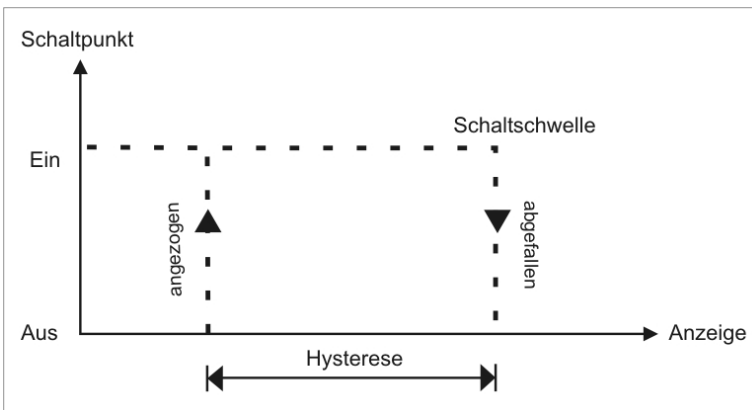 Schaltpunkt
Schaltschwelle
Ein
angezogen
abgefallen
Aus
Anzeige
Hysterese